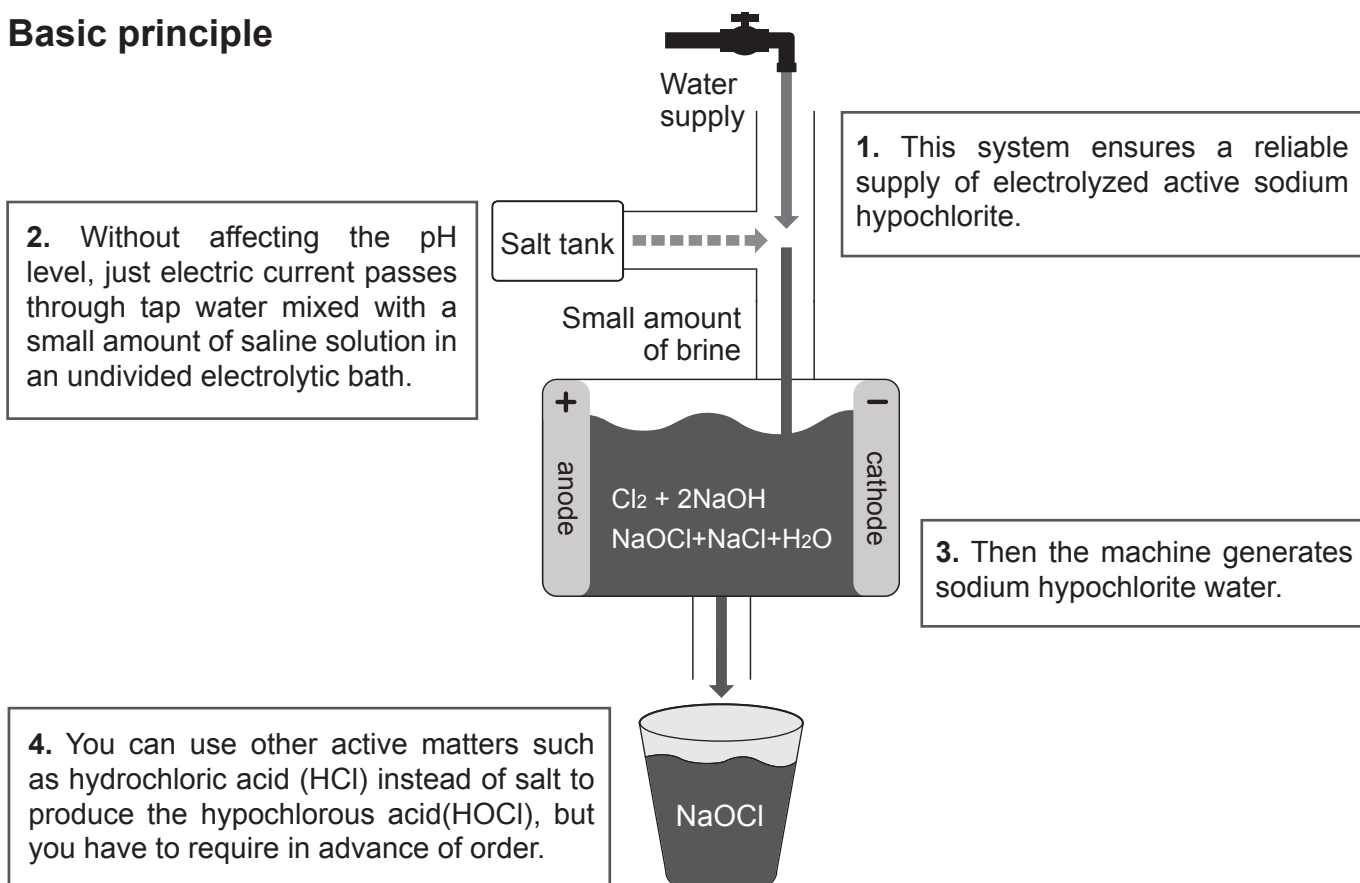 Basic principle
Water
supply
1. This system ensures a reliable
supply of electrolyzed active sodium
hypochlorite.
2. Without affecting the pH
level, just electric current passes
through tap water mixed with a
small amount of saline solution in
an undivided electrolytic bath.
Salt tank
Small amount
of brine
+
−
anode
cathode
Cl2 + 2NaOH
NaOCl+NaCl+H2O
3. Then the machine generates
sodium hypochlorite water.
4. You can use other active matters such
as hydrochloric acid (HCl) instead of salt to
produce the hypochlorous acid(HOCl), but
you have to require in advance of order.
NaOCl